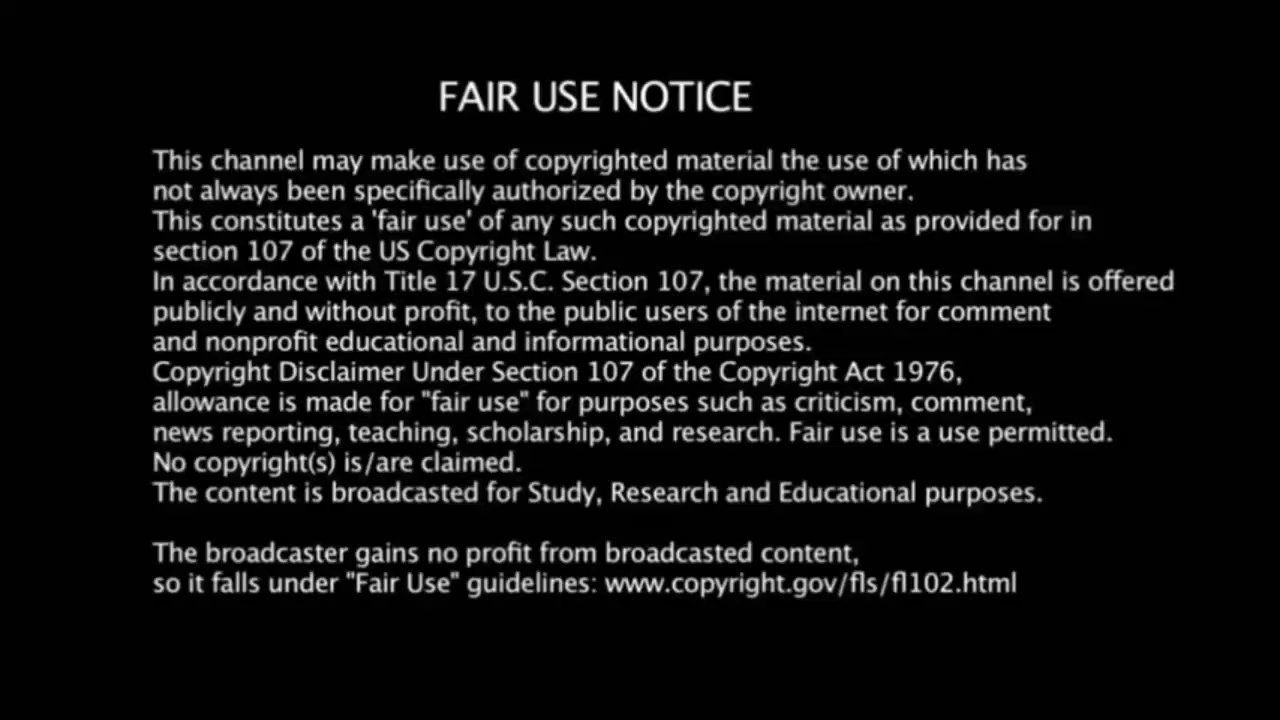 FAIR USE NOTICE
This channel may make use of copyrighted material the use of which has
not always been specifically authorized by the copyright owner.
This constitutes a 'fair use' of any such copyrighted material as provided for in
section 107 of the US Copyright Law.
In accordance with Title 17 U.S.C. Section 107, the material on this channel is offered
publicly and without profit, to the public users of the internet for comment
and nonprofit educational and informational purposes.
Copyright Disclaimer Under Section 107 of the Copyright Act 1976,
allowance is made for "fair use" for purposes such as criticism, comment,
news reporting, teaching, scholarship, and research. Fair use is a use permitted.
No copyright(s) is/are claimed.
The content is broadcasted for Study, Research and Educational purposes.
The broadcaster gains no profit from broadcasted content,
so it falls under "Fair Use" guidelines: www.copyright.gov/fls/fl102.html